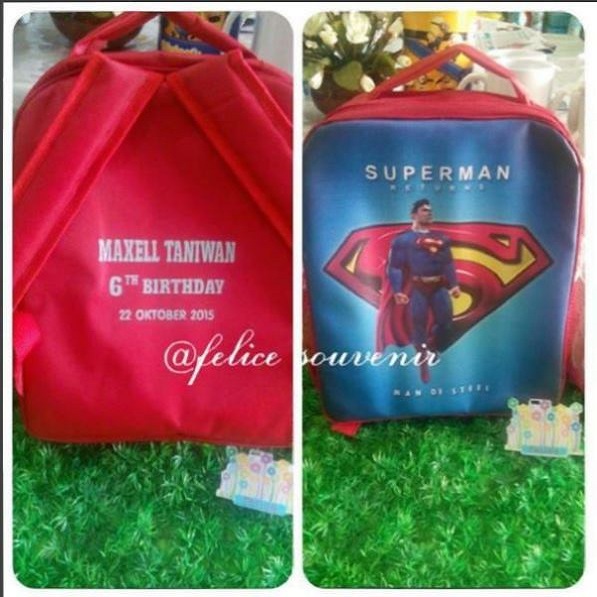 MAXELL TANIWAN
6TH BIRTHDAY
22 OKTOBER 2015
@felice souvenir
SUPERMAN
RETURNS
MAN OF STEEL